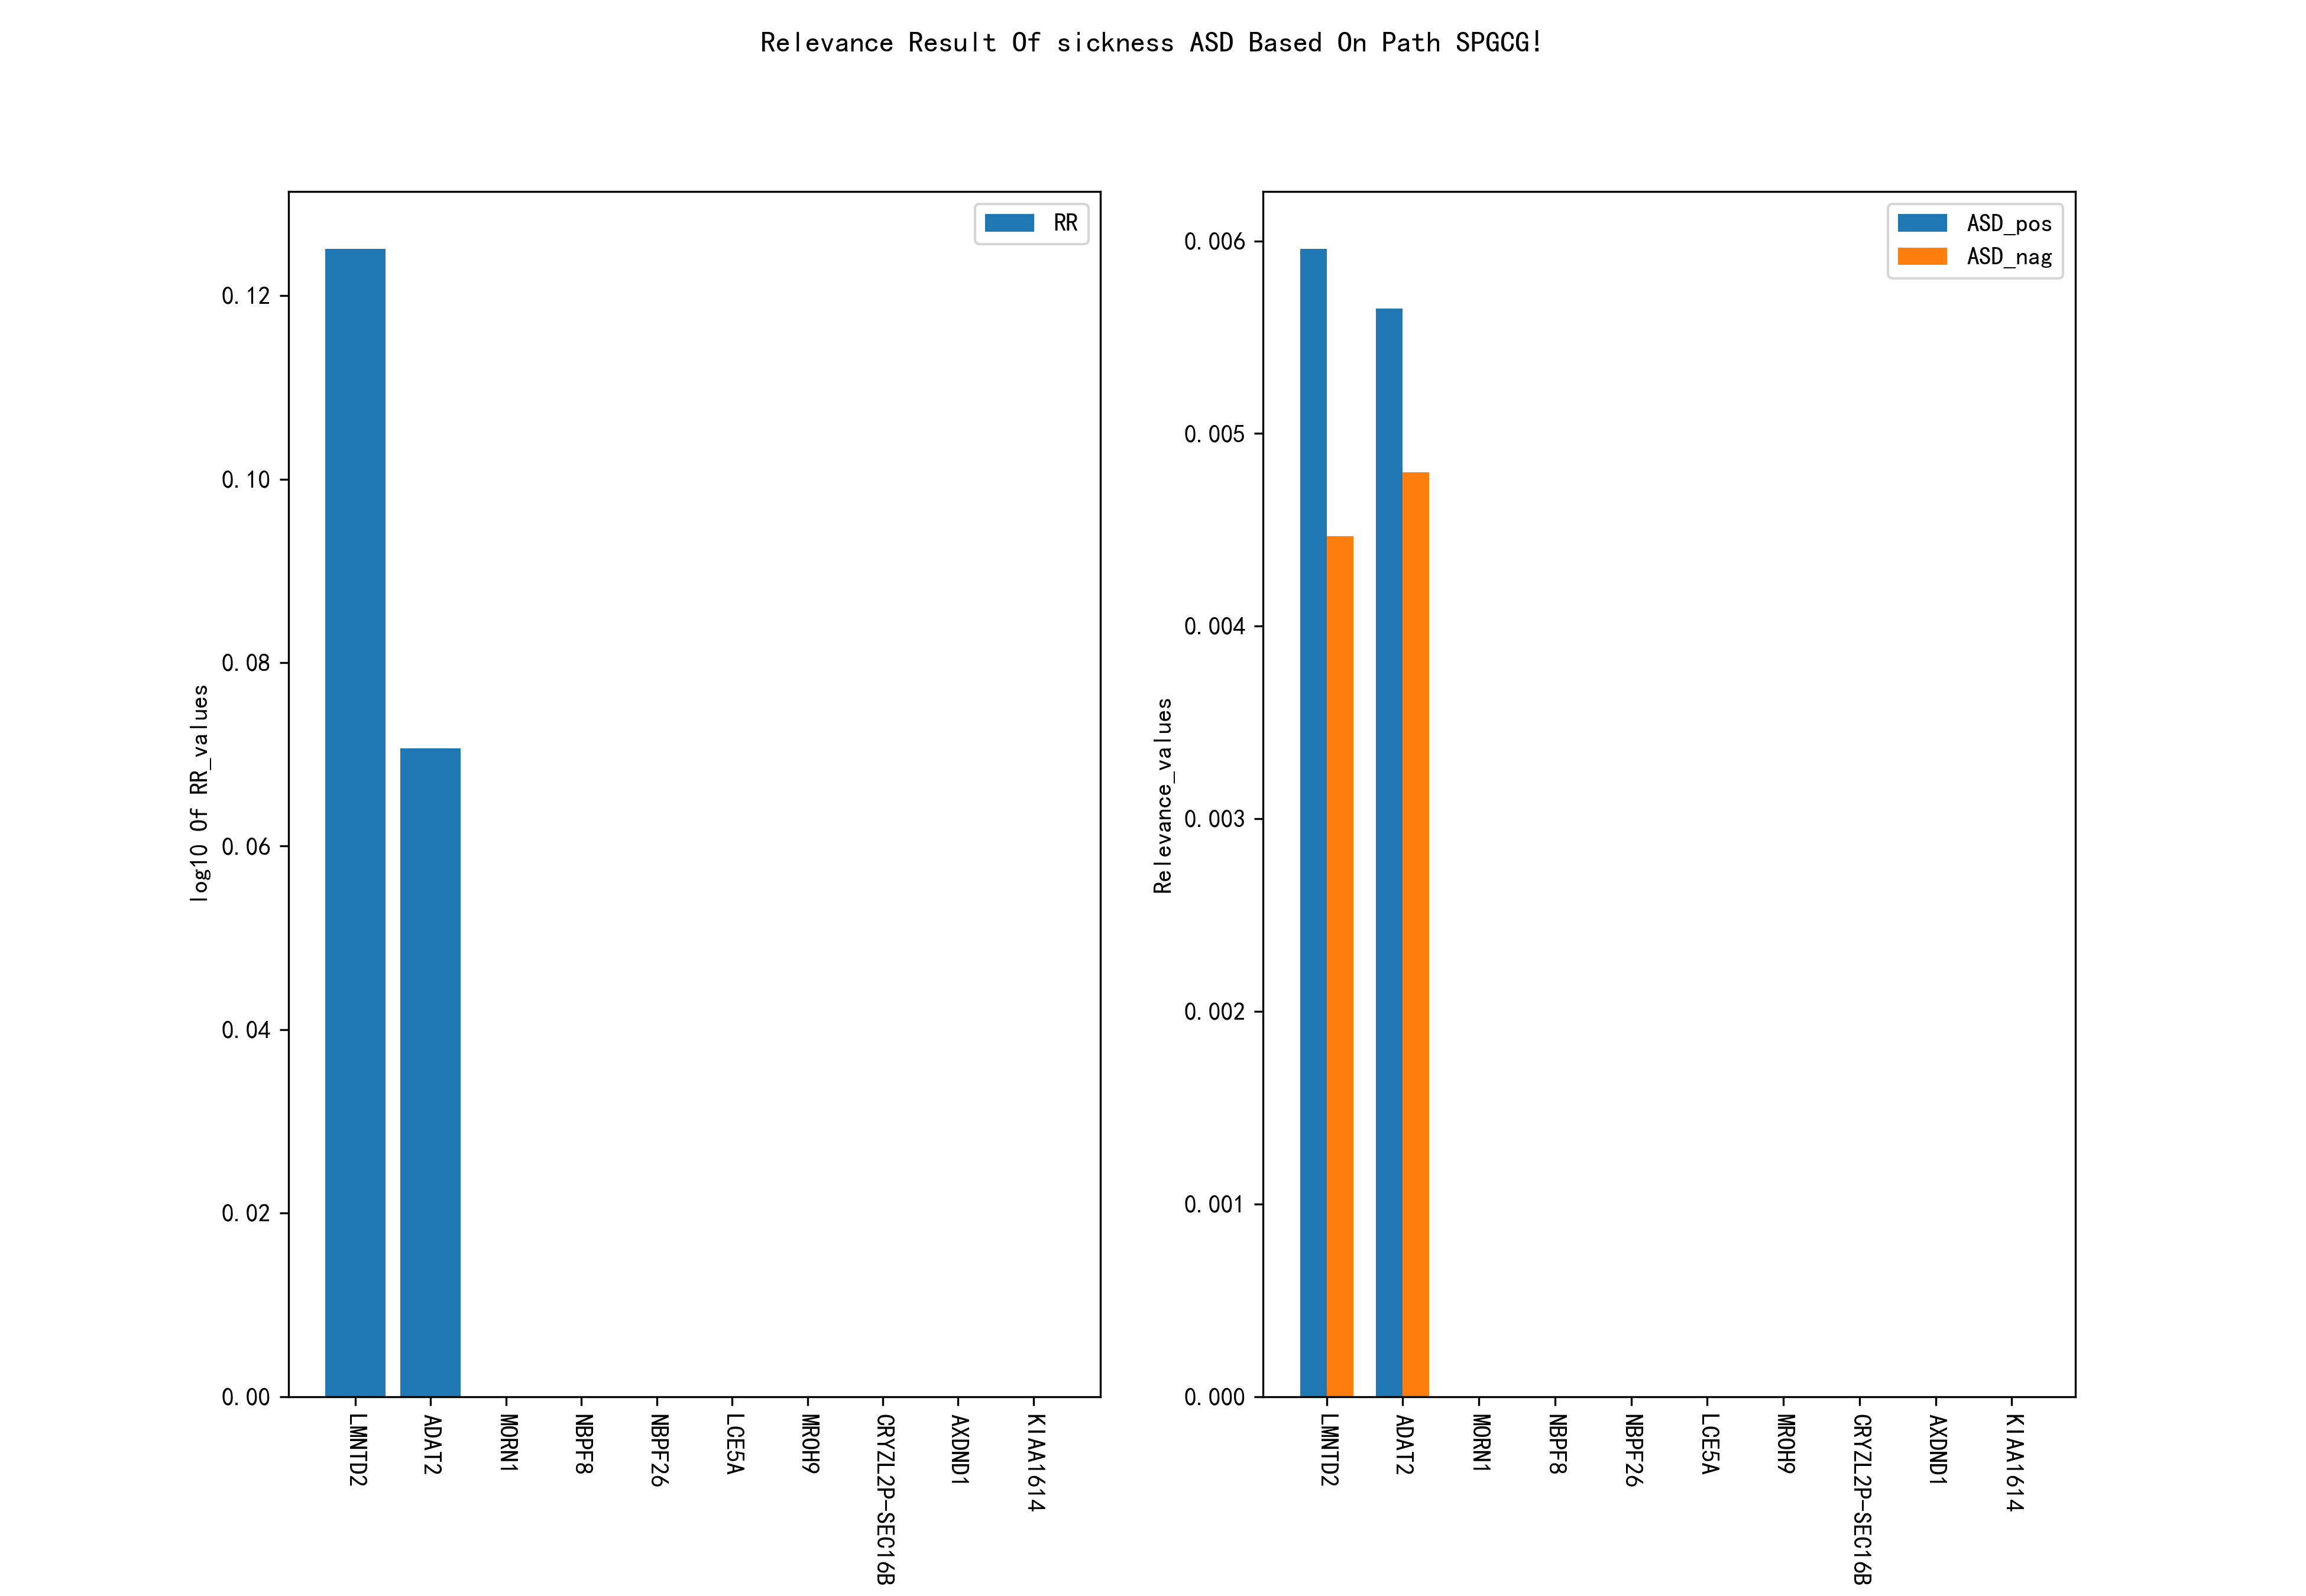 Relevance Result Of sickness ASD Based On Path SPGCG!
RR
0.12
0.10
0.08
0.06
0.04
0.02
0.00
log10 Of RR_values
LMNTD2
ADAT2
MORN1
NBPF8
NBPF26
LCE5A
MROH9
CRYZL2P-SEC16B
AXDND1
KIAA1614
ASD_pos
ASD_nag
0.006
0.005
0.004
0.003
0.002
0.001
0.000
Relevance_values
LMNTD2
ADAT2
MORN1
NBPF8
NBPF26
LCE5A
MROH9
CRYZL2P-SEC16B
AXDND1
KIAA1614